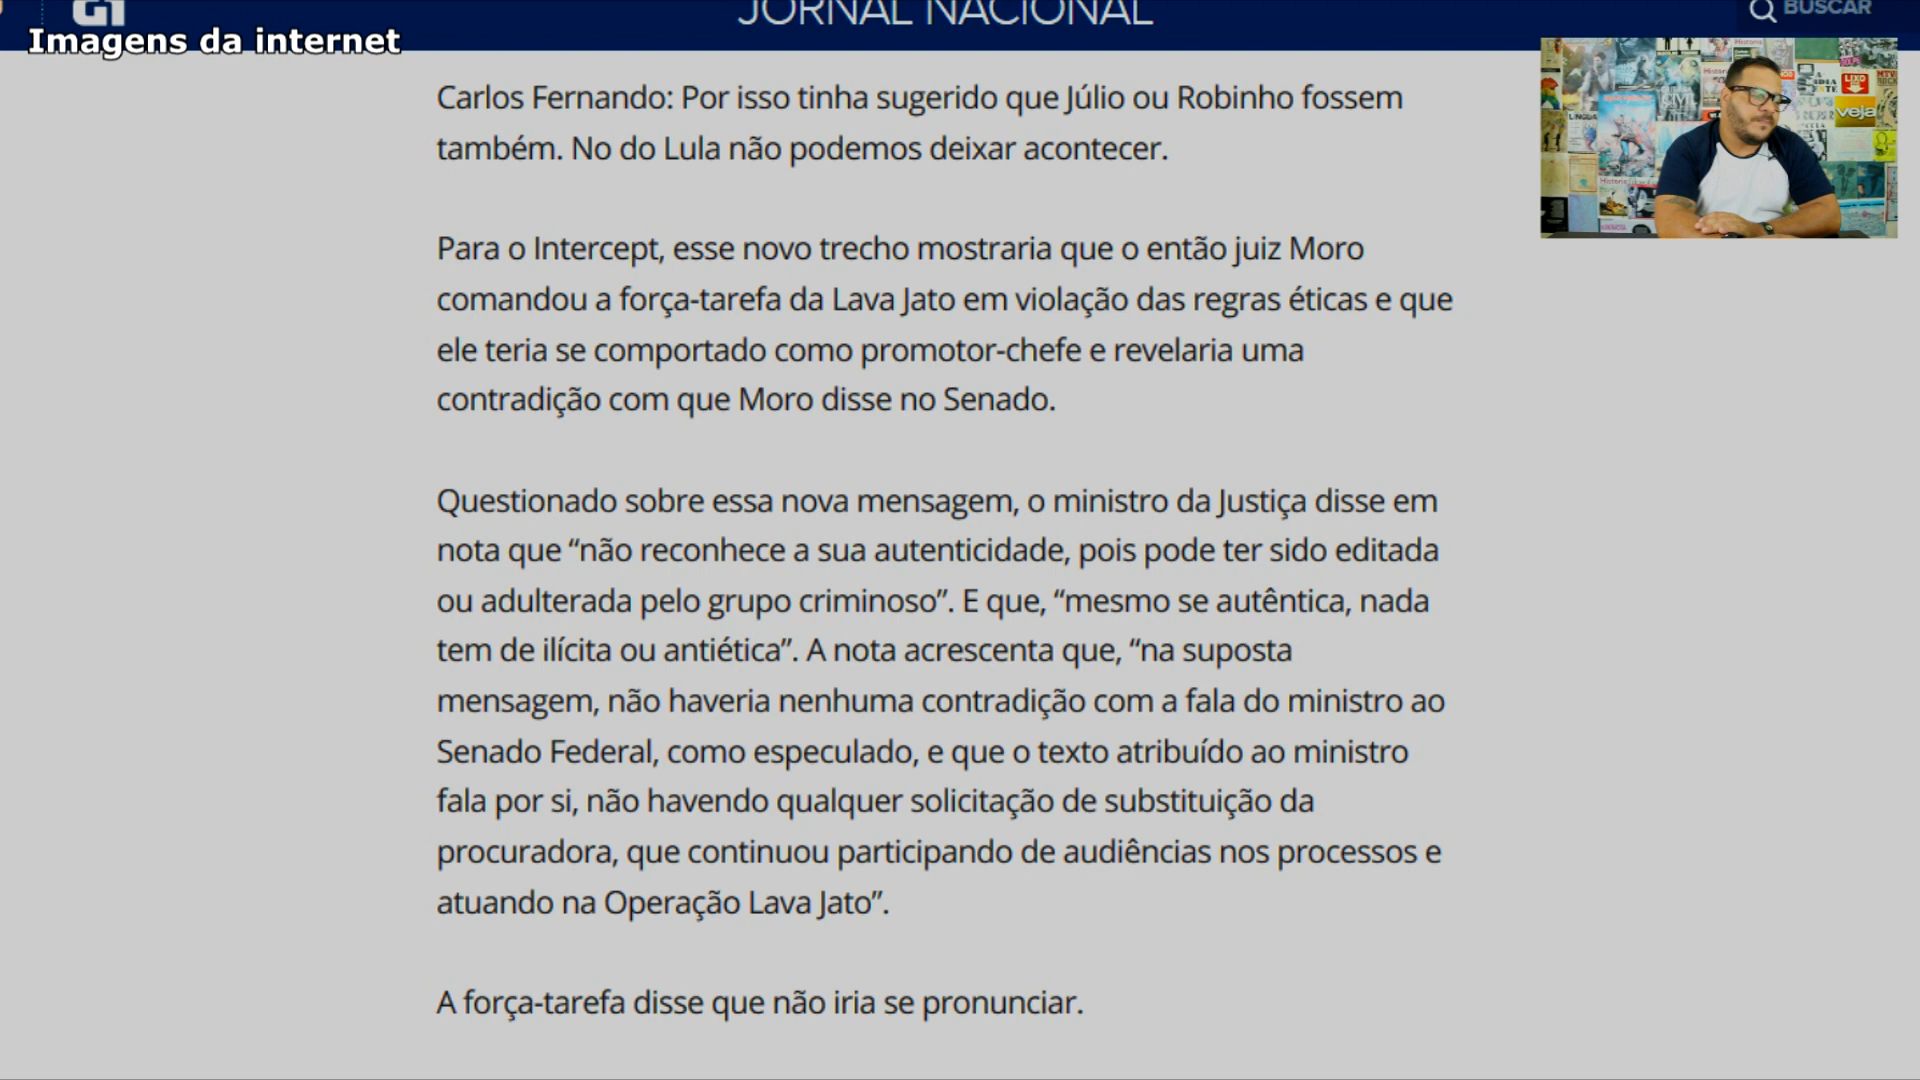 G1
JORNAL NACIONAL
BUSCAR
Imagens da internet
Carlos Fernando: Por isso tinha sugerido que Júlio ou Robinho fossem
também. No do Lula não podemos deixar acontecer.
Para o Intercept, esse novo trecho mostraria que o então juiz Moro
comandou a força-tarefa da Lava Jato em violação das regras éticas e que
ele teria se comportado como promotor-chefe e revelaria uma
contradição com que Moro disse no Senado.
Questionado sobre essa nova mensagem, o ministro da Justiça disse em
nota que “não reconhece a sua autenticidade, pois pode ter sido editada
ou adulterada pelo grupo criminoso”. E que, “mesmo se autêntica, nada
tem de ilícita ou antiética”. A nota acrescenta que, “na suposta
mensagem, não haveria nenhuma contradição com a fala do ministro ao
Senado Federal, como especulado, e que o texto atribuído ao ministro
fala por si, não havendo qualquer solicitação de substituição da
procuradora, que continuou participando de audiências nos processos e
atuando na Operação Lava Jato”.
A força-tarefa disse que não iria se pronunciar.
LIXO
veja
MTV